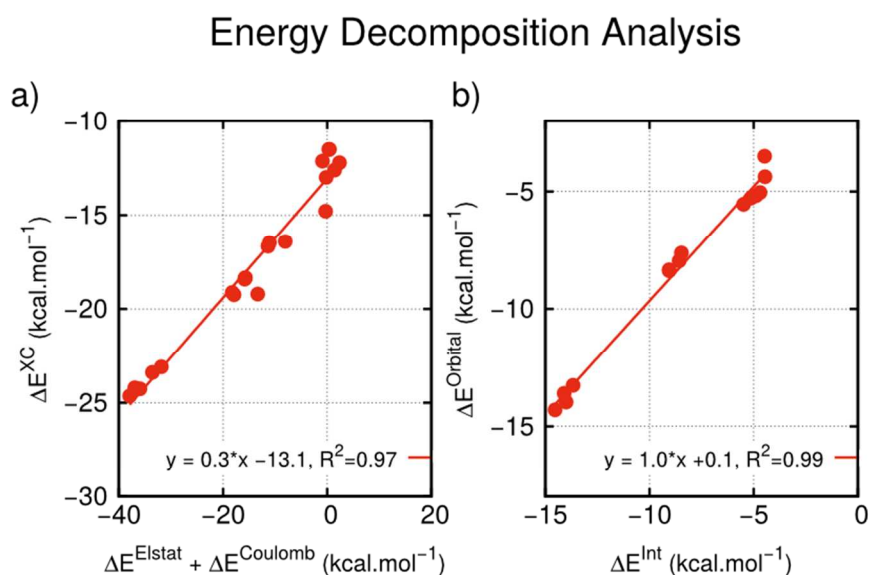 Energy Decomposition Analysis
a)
−10
−15
−20
−25
−30
−40
−20
0
20
ΔE^XC (kcal.mol⁻¹)
y = 0.3*x −13.1, R²=0.97
ΔE^Elstat + ΔE^Coulomb (kcal.mol⁻¹)
b)
−5
−10
−15
−15
−10
−5
0
ΔE^Orbital (kcal.mol⁻¹)
y = 1.0*x +0.1, R²=0.99
ΔE^Int (kcal.mol⁻¹)